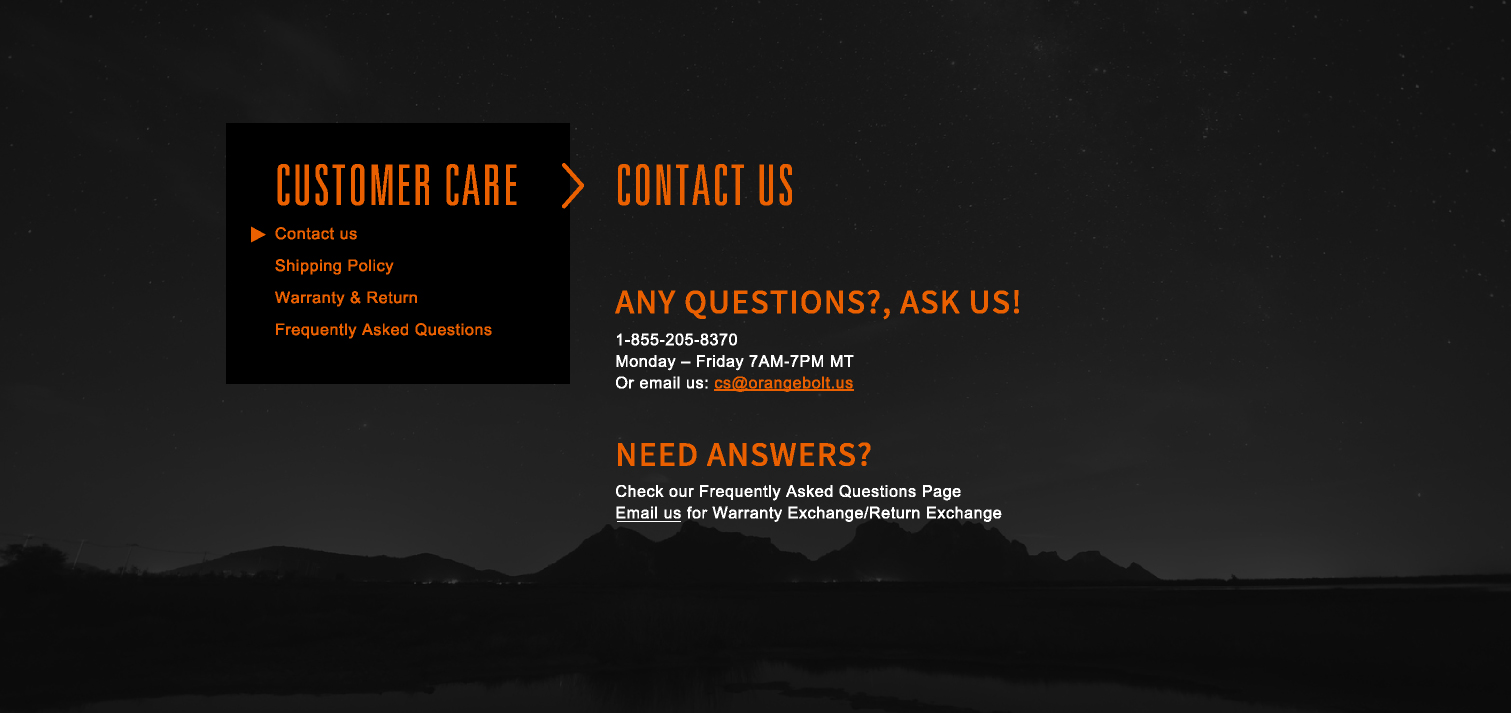 CUSTOMER CARE
Contact us
Shipping Policy
Warranty & Return
Frequently Asked Questions
CONTACT US
ANY QUESTIONS?, ASK US!
1-855-205-8370
Monday – Friday 7AM-7PM MT
Or email us: cs@orangebolt.us
NEED ANSWERS?
Check our Frequently Asked Questions Page
Email us for Warranty Exchange/Return Exchange